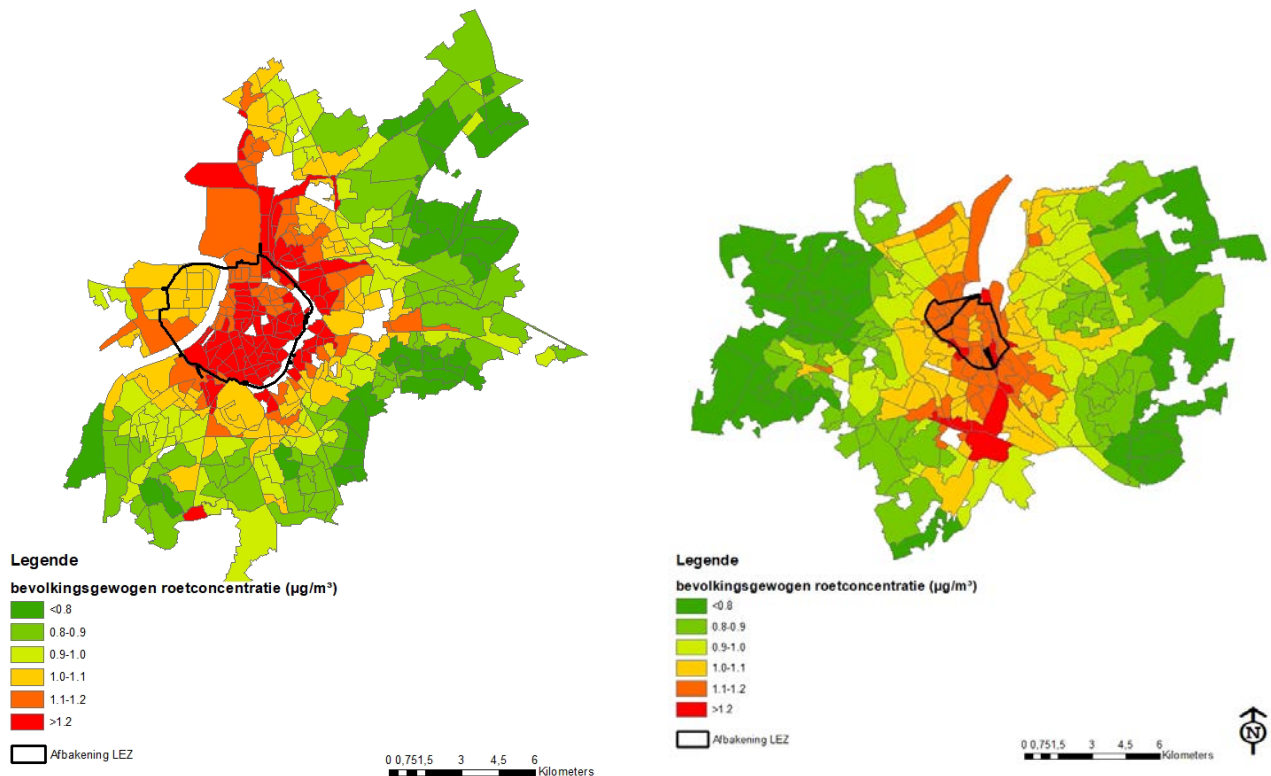 Legende
bevolkingsgewogen roetconcentratie (µg/m³)
<0.8
0.8-0.9
0.9-1.0
1.0-1.1
1.1-1.2
>1.2
Afbakening LEZ
0 0,751,5 3 4,5 6
Kilometers
Legende
bevolkingsgewogen roetconcentratie (µg/m³)
<0.8
0.8-0.9
0.9-1.0
1.0-1.1
1.1-1.2
>1.2
Afbakening LEZ
0 0,751,5 3 4,5 6
Kilometers
N